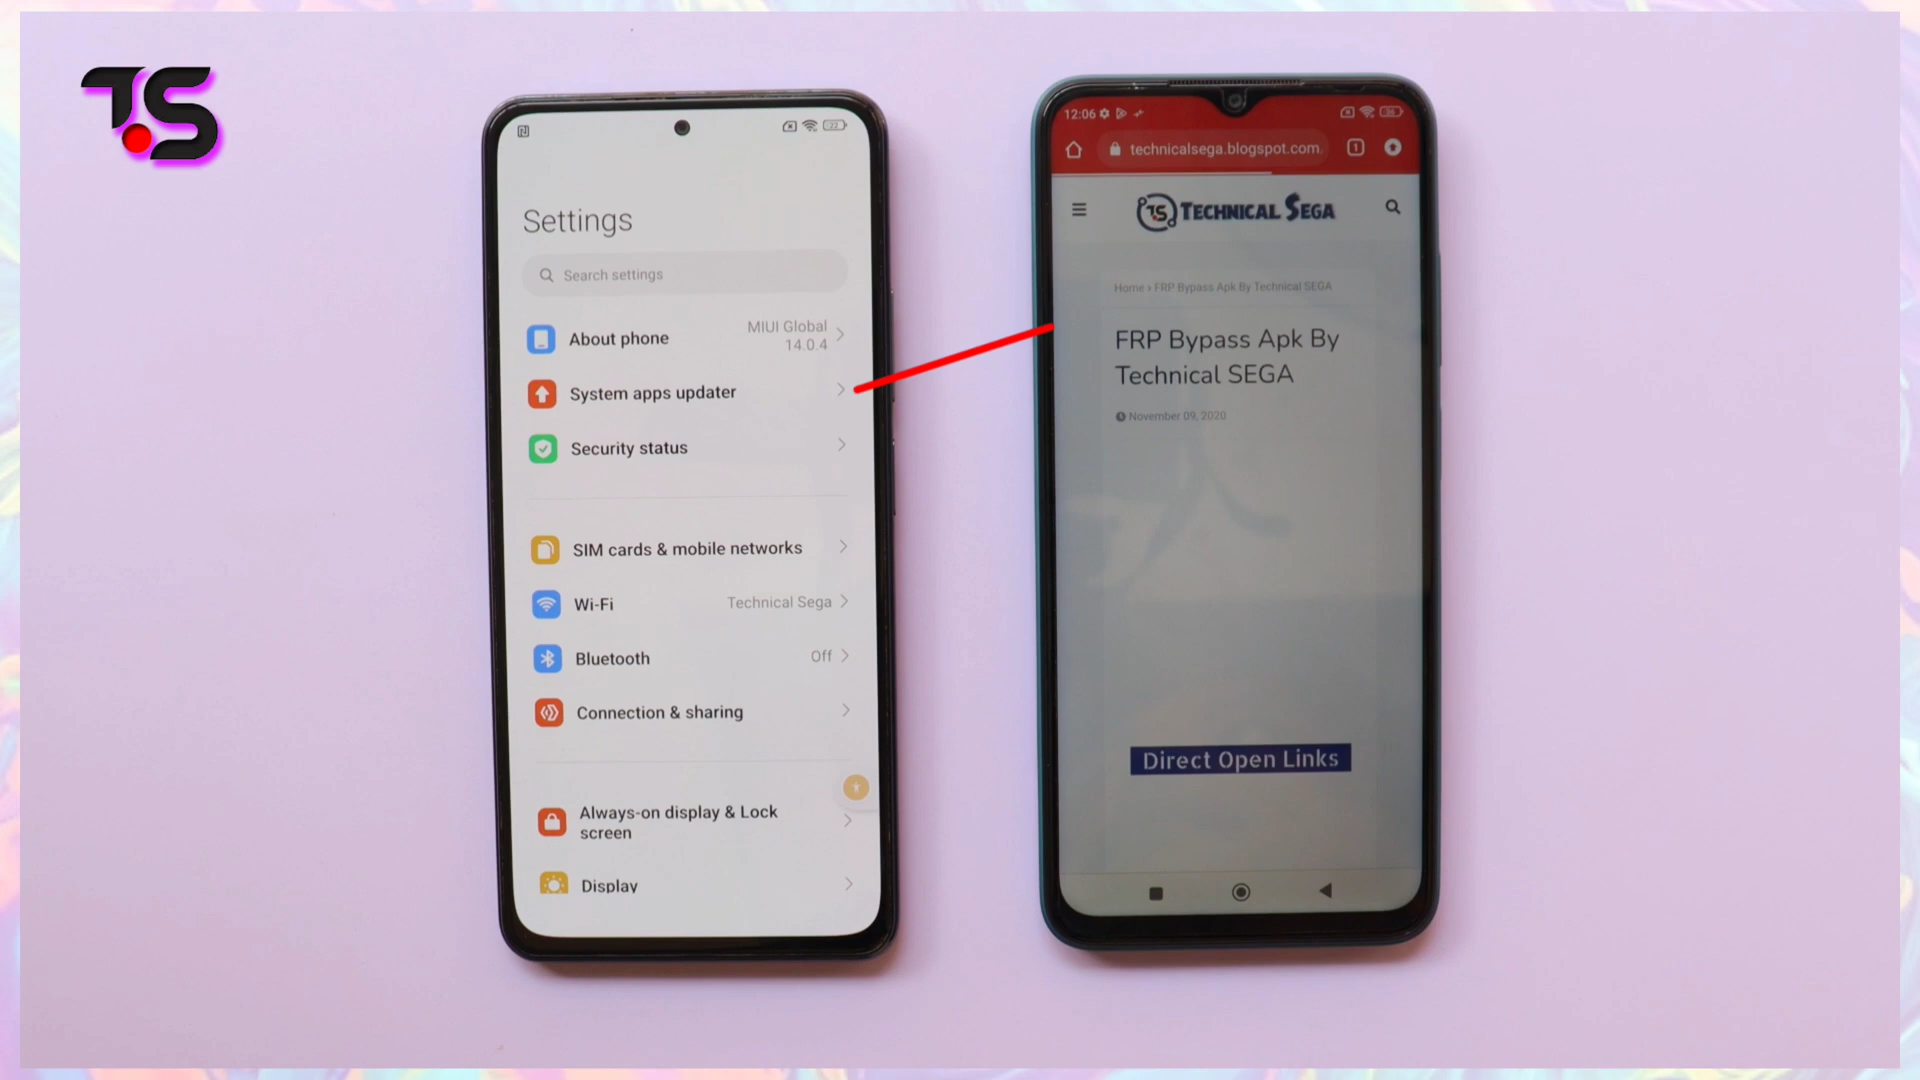 TS
Settings
Search settings
About phone
MIUI Global
14.0.4
System apps updater
Security status
SIM cards & mobile networks
Wi-Fi
Technical Sega
Bluetooth
Off
Connection & sharing
Always-on display & Lock
screen
Display
12:06
technicalsega.blogspot.com
1
TS TECHNICAL SEGA
Home › FRP Bypass Apk By Technical SEGA
FRP Bypass Apk By
Technical SEGA
November 09, 2020
Direct Open Links